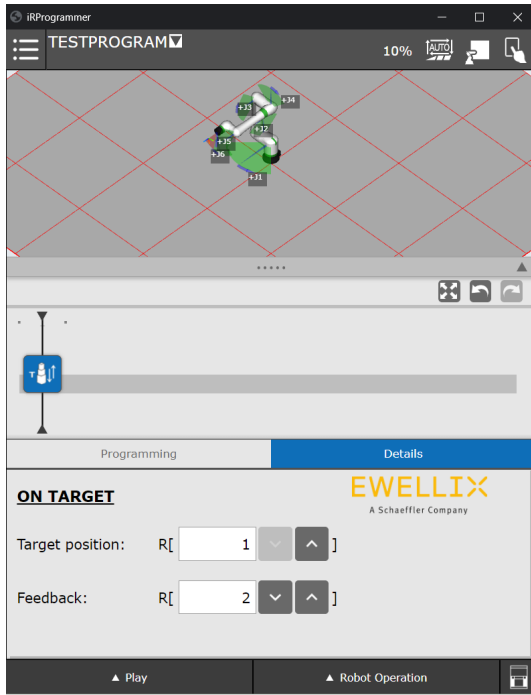 iRProgrammer
TESTPROGRAM
10%
AUTO
+J4
+J3
+J2
+J5
+J6
+J1
T
Programming
Details
ON TARGET
EWELLIX
A Schaeffler Company
Target position: R[ 1 ]
Feedback: R[ 2 ]
▲ Play
▲ Robot Operation